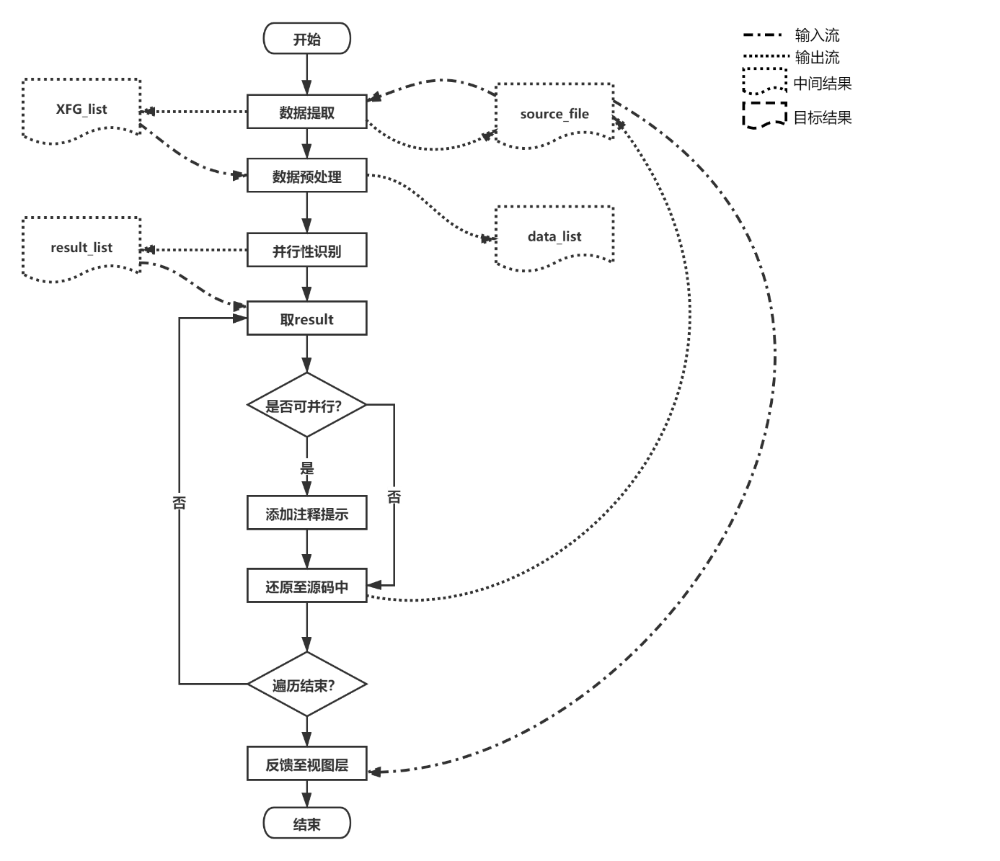 开始
输入流
输出流
中间结果
目标结果
XFG_list
数据提取
source_file
数据预处理
data_list
result_list
并行性识别
取result
是否可并行?
是
否
否
添加注释提示
还原至源码中
遍历结束?
反馈至视图层
结束